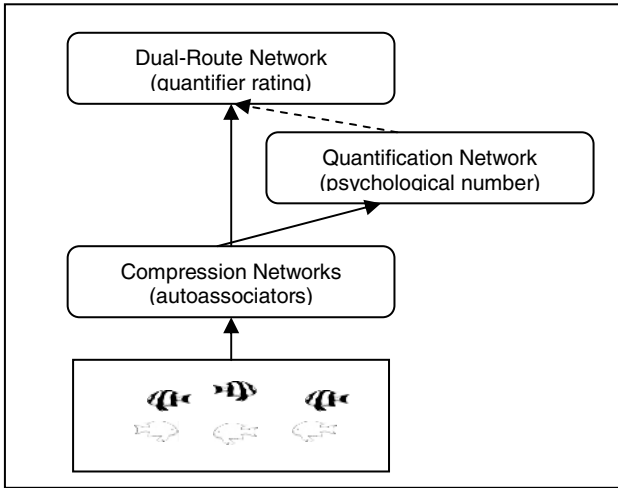 Dual-Route Network
(quantifier rating)
Quantification Network
(psychological number)
Compression Networks
(autoassociators)